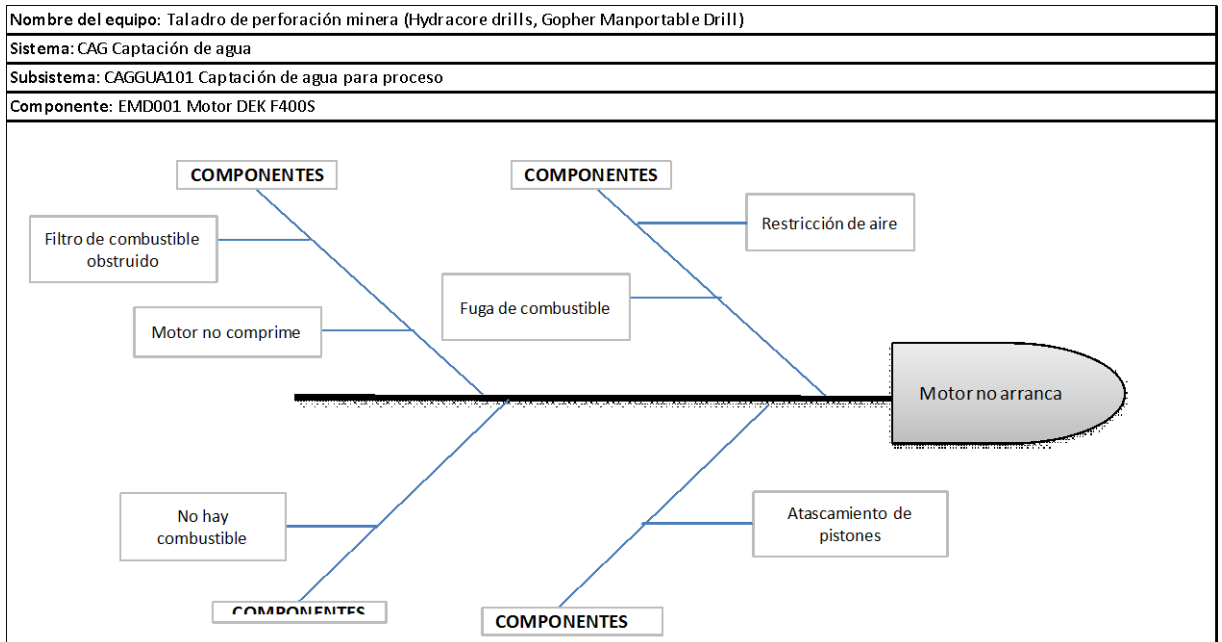 Nombre del equipo: Taladro de perforación minera (Hydracore drills, Gopher Manportable Drill)
Sistema: CAG Captación de agua
Subsistema: CAGGUA101 Captación de agua para proceso
Componente: EMD001 Motor DEK F400S
COMPONENTES
COMPONENTES
Filtro de combustible
obstruido
Restricción de aire
Motor no comprime
Fuga de combustible
Motor no arranca
No hay
combustible
Atascamiento de
pistones
COMPONENTES
COMPONENTES